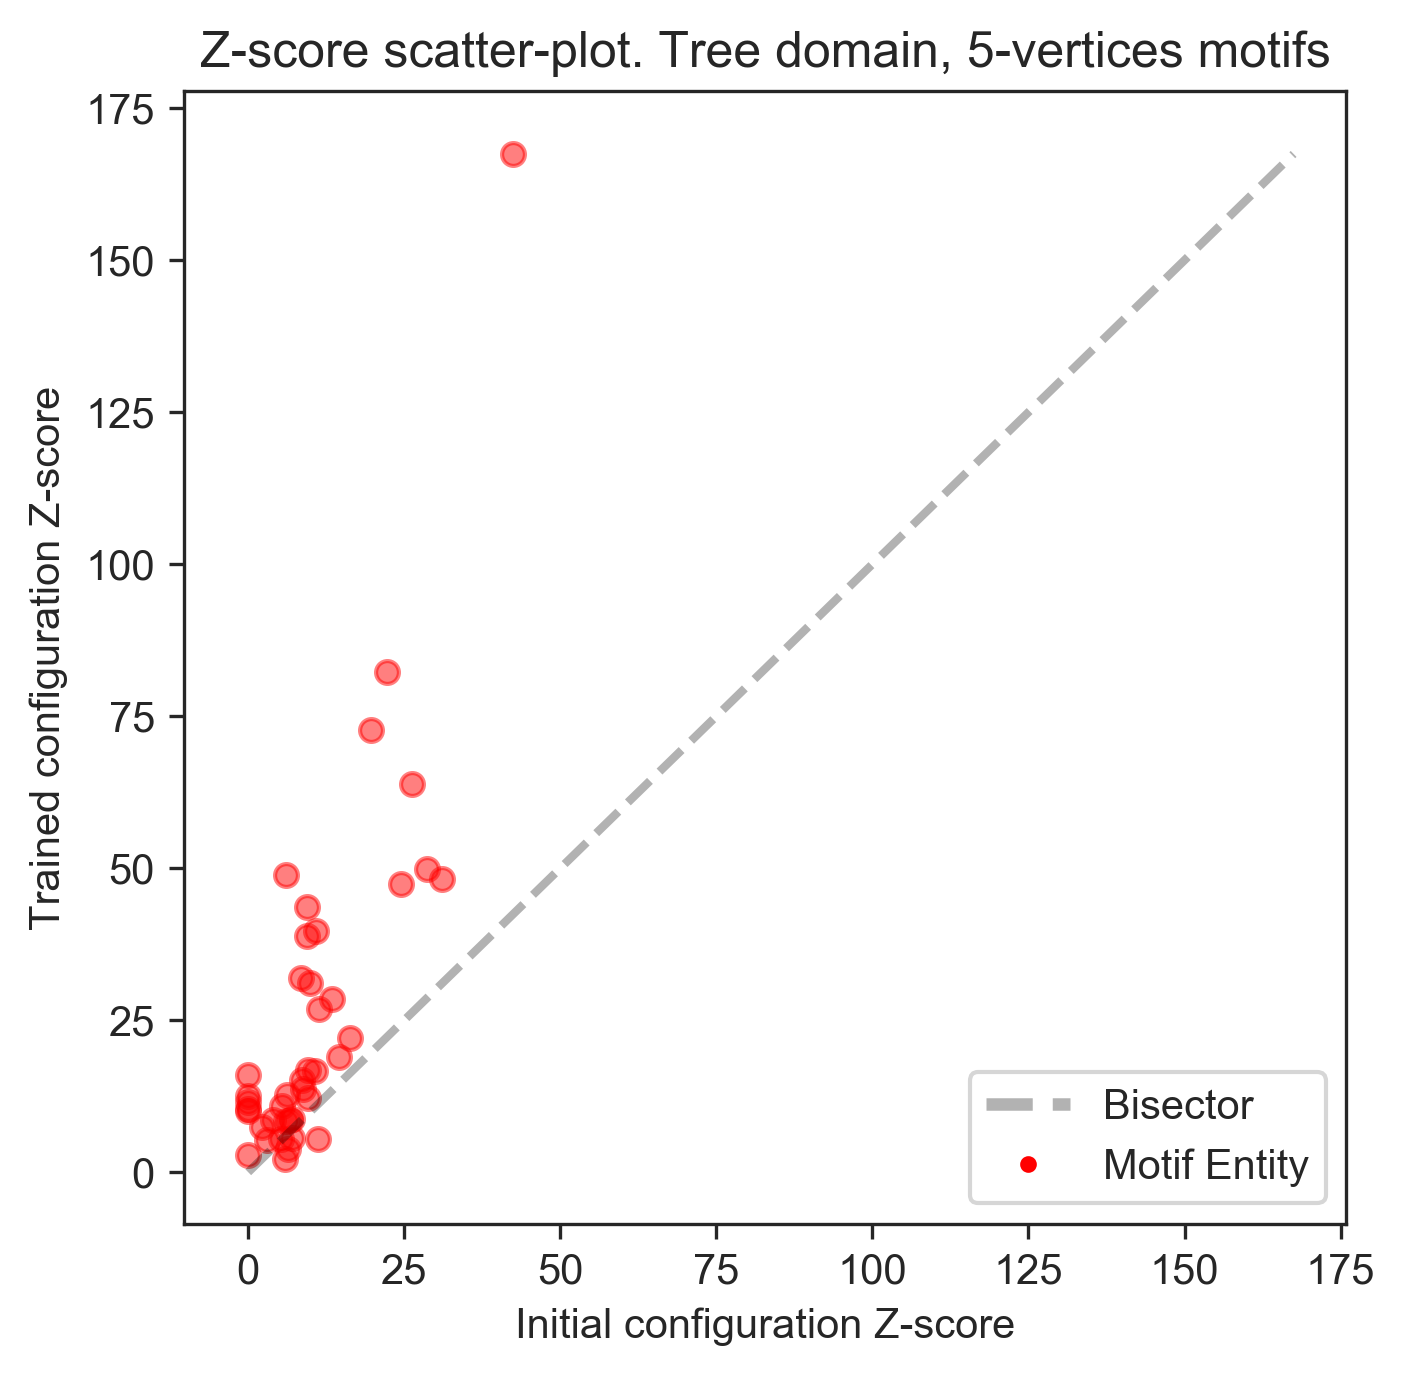 Z-score scatter-plot. Tree domain, 5-vertices motifs
175
150
125
100
75
50
25
0
Trained configuration Z-score
Bisector
Motif Entity
0 25 50 75 100 125 150 175
Initial configuration Z-score